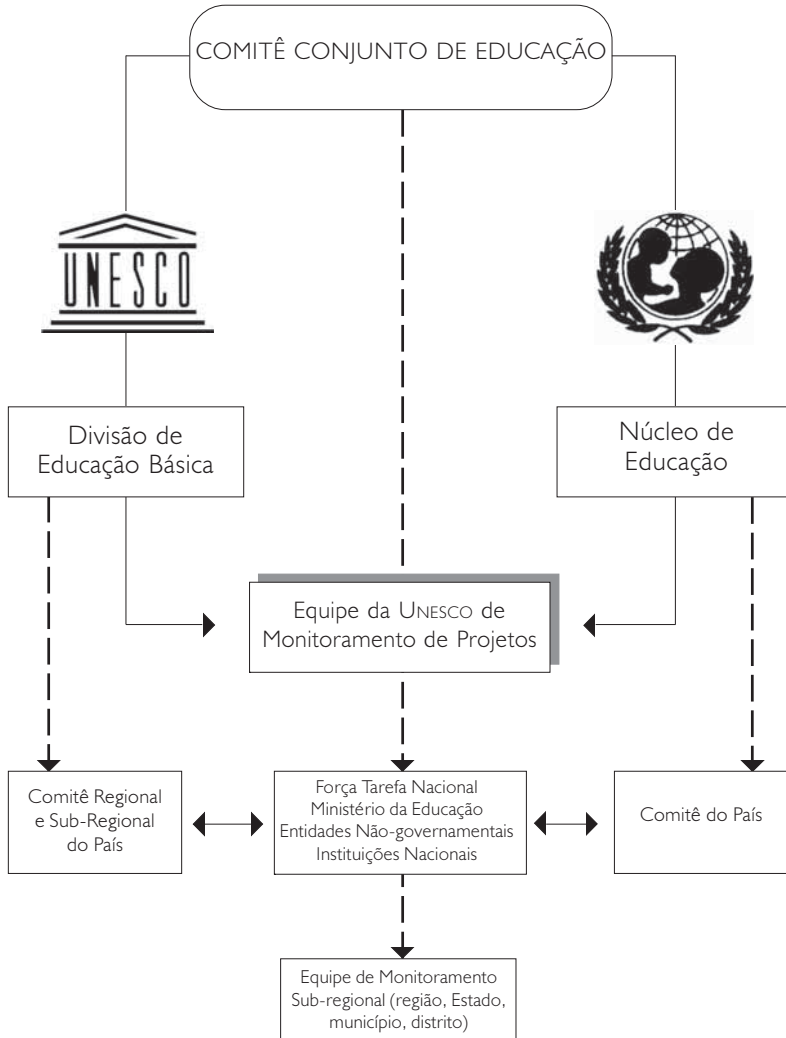 COMITÊ CONJUNTO DE EDUCAÇÃO
UNESCO
Divisão de
Educação Básica
Núcleo de
Educação
Equipe da UNESCO de
Monitoramento de Projetos
Comitê Regional
e Sub-Regional
do País
Força Tarefa Nacional
Ministério da Educação
Entidades Não-governamentais
Instituições Nacionais
Comitê do País
Equipe de Monitoramento
Sub-regional (região, Estado,
município, distrito)